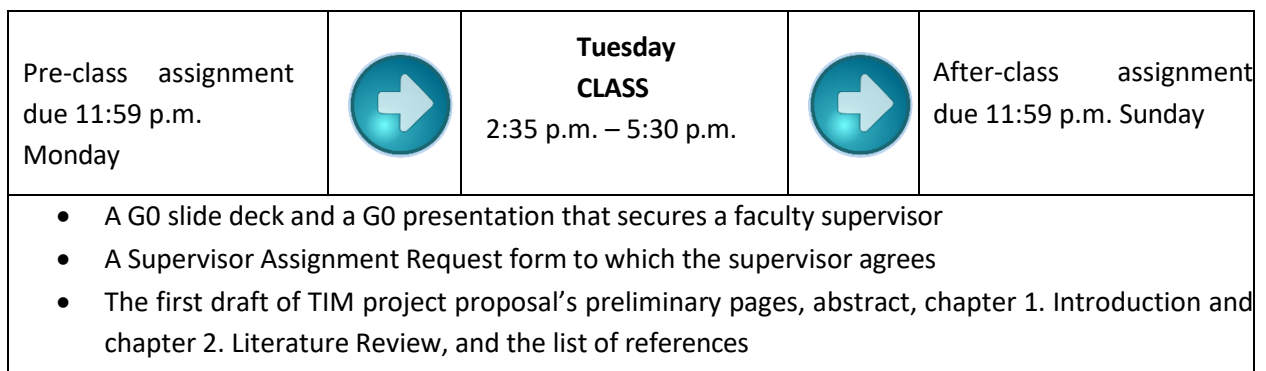 Pre-class assignment
due 11:59 p.m.
Monday
Tuesday
CLASS
2:35 p.m. – 5:30 p.m.
After-class assignment
due 11:59 p.m. Sunday
• A G0 slide deck and a G0 presentation that secures a faculty supervisor
• A Supervisor Assignment Request form to which the supervisor agrees
• The first draft of TIM project proposal’s preliminary pages, abstract, chapter 1. Introduction and
chapter 2. Literature Review, and the list of references